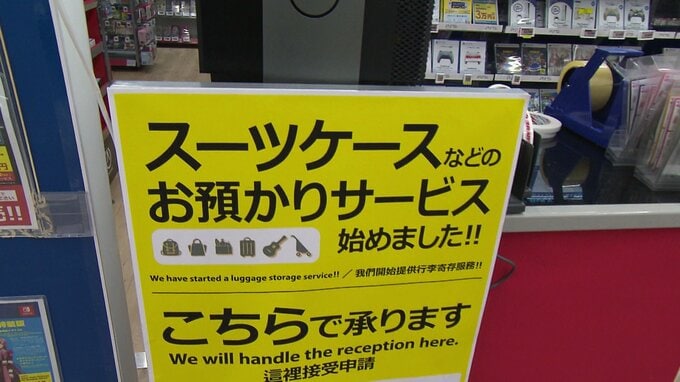 スーツケースなどの
お預かりサービス
始めました!!
We have started a luggage storage service!! / 我們開始提供行李寄存服務!!
こちらで承ります
We will handle the reception here.
這裡接受申請